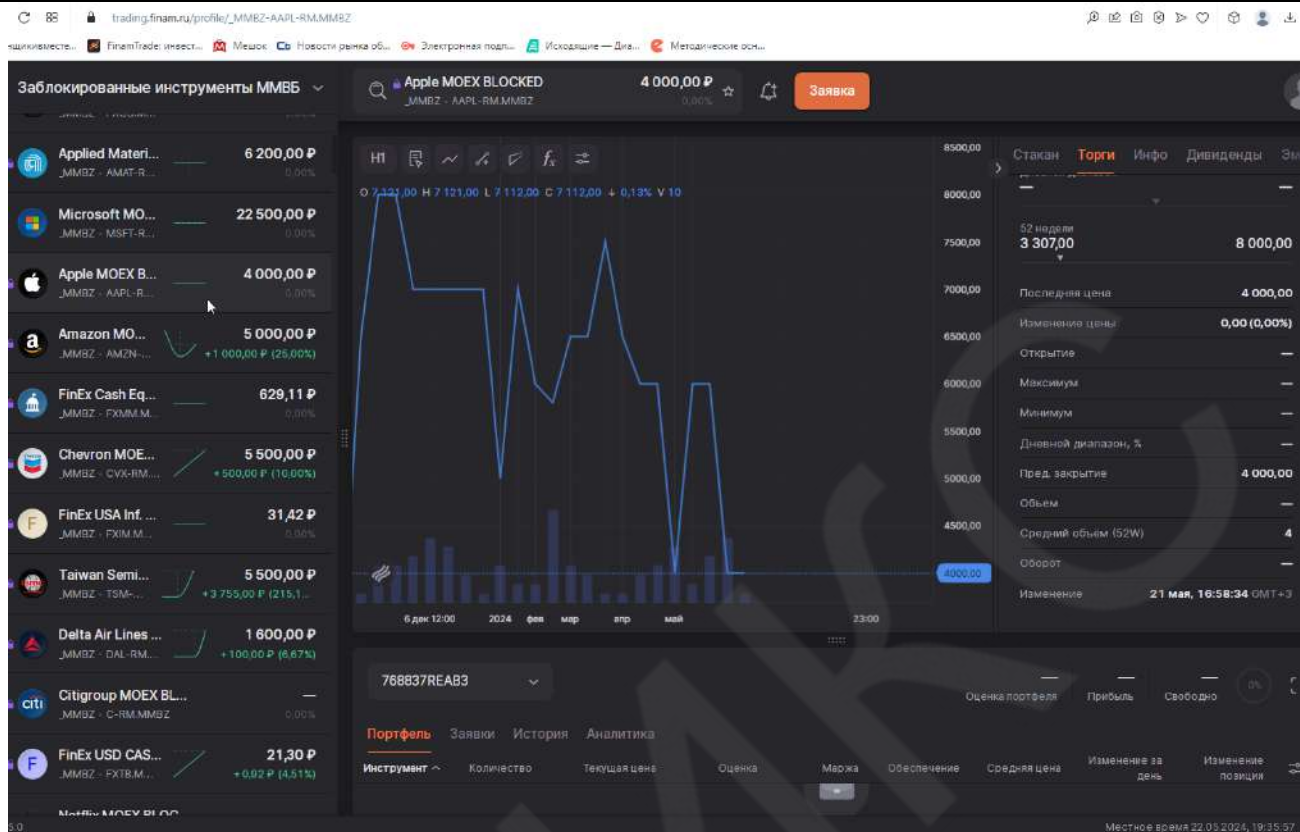 trading.finam.ru/profile/_MMBZ-AAPL-RM.MMBZ
FinamTrade: инвест... Мешок Новости рынка об... Электронная подп... Исходящие — Диа... Методические осн...
Заблокированные инструменты ММВБ
Apple MOEX BLOCKED 4 000,00 ₽
_MMBZ - AAPL-RM.MMBZ 0,00%
Заявка
Applied Materi... 6 200,00 ₽
_MMBZ - AMAT-R... 0,00%
Microsoft MO... 22 500,00 ₽
_MMBZ - MSFT-R... 0,00%
Apple MOEX B... 4 000,00 ₽
_MMBZ - AAPL-R... 0,00%
Amazon MO... 5 000,00 ₽
_MMBZ - AMZN-... +1 000,00 ₽ (25,00%)
FinEx Cash Eq... 629,11 ₽
_MMBZ - FXMM.M... 0,00%
Chevron MOE... 5 500,00 ₽
_MMBZ - CVX-RM.... +500,00 ₽ (10,00%)
FinEx USA Inf. ... 31,42 ₽
_MMBZ - FXIM.M... 0,00%
Taiwan Semi... 5 500,00 ₽
_MMBZ - TSM-... +3 755,00 ₽ (215,1...
Delta Air Lines ... 1 600,00 ₽
_MMBZ - DAL-RM.... +100,00 ₽ (6,67%)
citi Citigroup MOEX BL... —
_MMBZ - C-RM.MMBZ 0,00%
FinEx USD CAS... 21,30 ₽
_MMBZ - FXTB.M... +0,92 ₽ (4,51%)
Netflix MOEX BLOC
H1
O 7 121,00 H 7 121,00 L 7 112,00 C 7 112,00 ↓ 0,13% V 10
8500,00
8000,00
7500,00
7000,00
6500,00
6000,00
5500,00
5000,00
4500,00
4000,00
6 дек 12:00 2024 фев мар апр май 23:00
Стакан Торги Инфо Дивиденды Эм
— —
52 недели
3 307,00 8 000,00
Последняя цена 4 000,00
Изменение цены 0,00 (0,00%)
Открытие —
Максимум —
Минимум —
Дневной диапазон, % —
Пред. закрытие 4 000,00
Объем —
Средний объем (52W) 4
Оборот —
Изменение 21 мая, 16:58:34 GMT+3
768837REAB3
Оценка портфеля Прибыль Свободно 0%
Портфель Заявки История Аналитика
Инструмент Количество Текущая цена Оценка Маржа Обеспечение Средняя цена Изменение за день Изменение позиции
Местное время 22.05.2024, 19:35:57